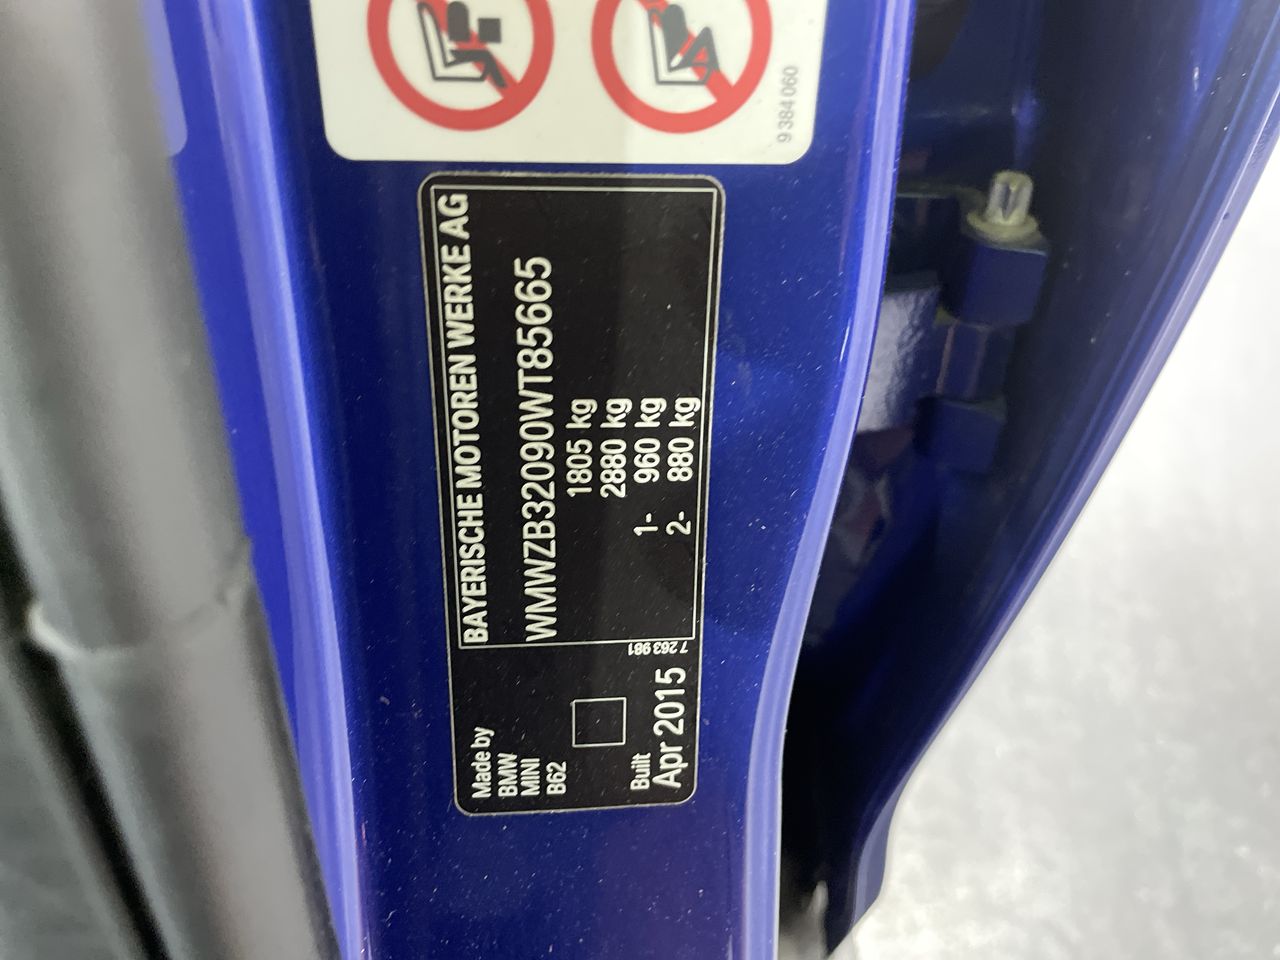 9 384 060
BAYERISCHE MOTOREN WERKE AG
WMWZB32090WT85665
1805 kg
2880 kg
1- 960 kg
2- 880 kg
7 263 981
Made by
BMW
MINI
B62
Built
Apr 2015